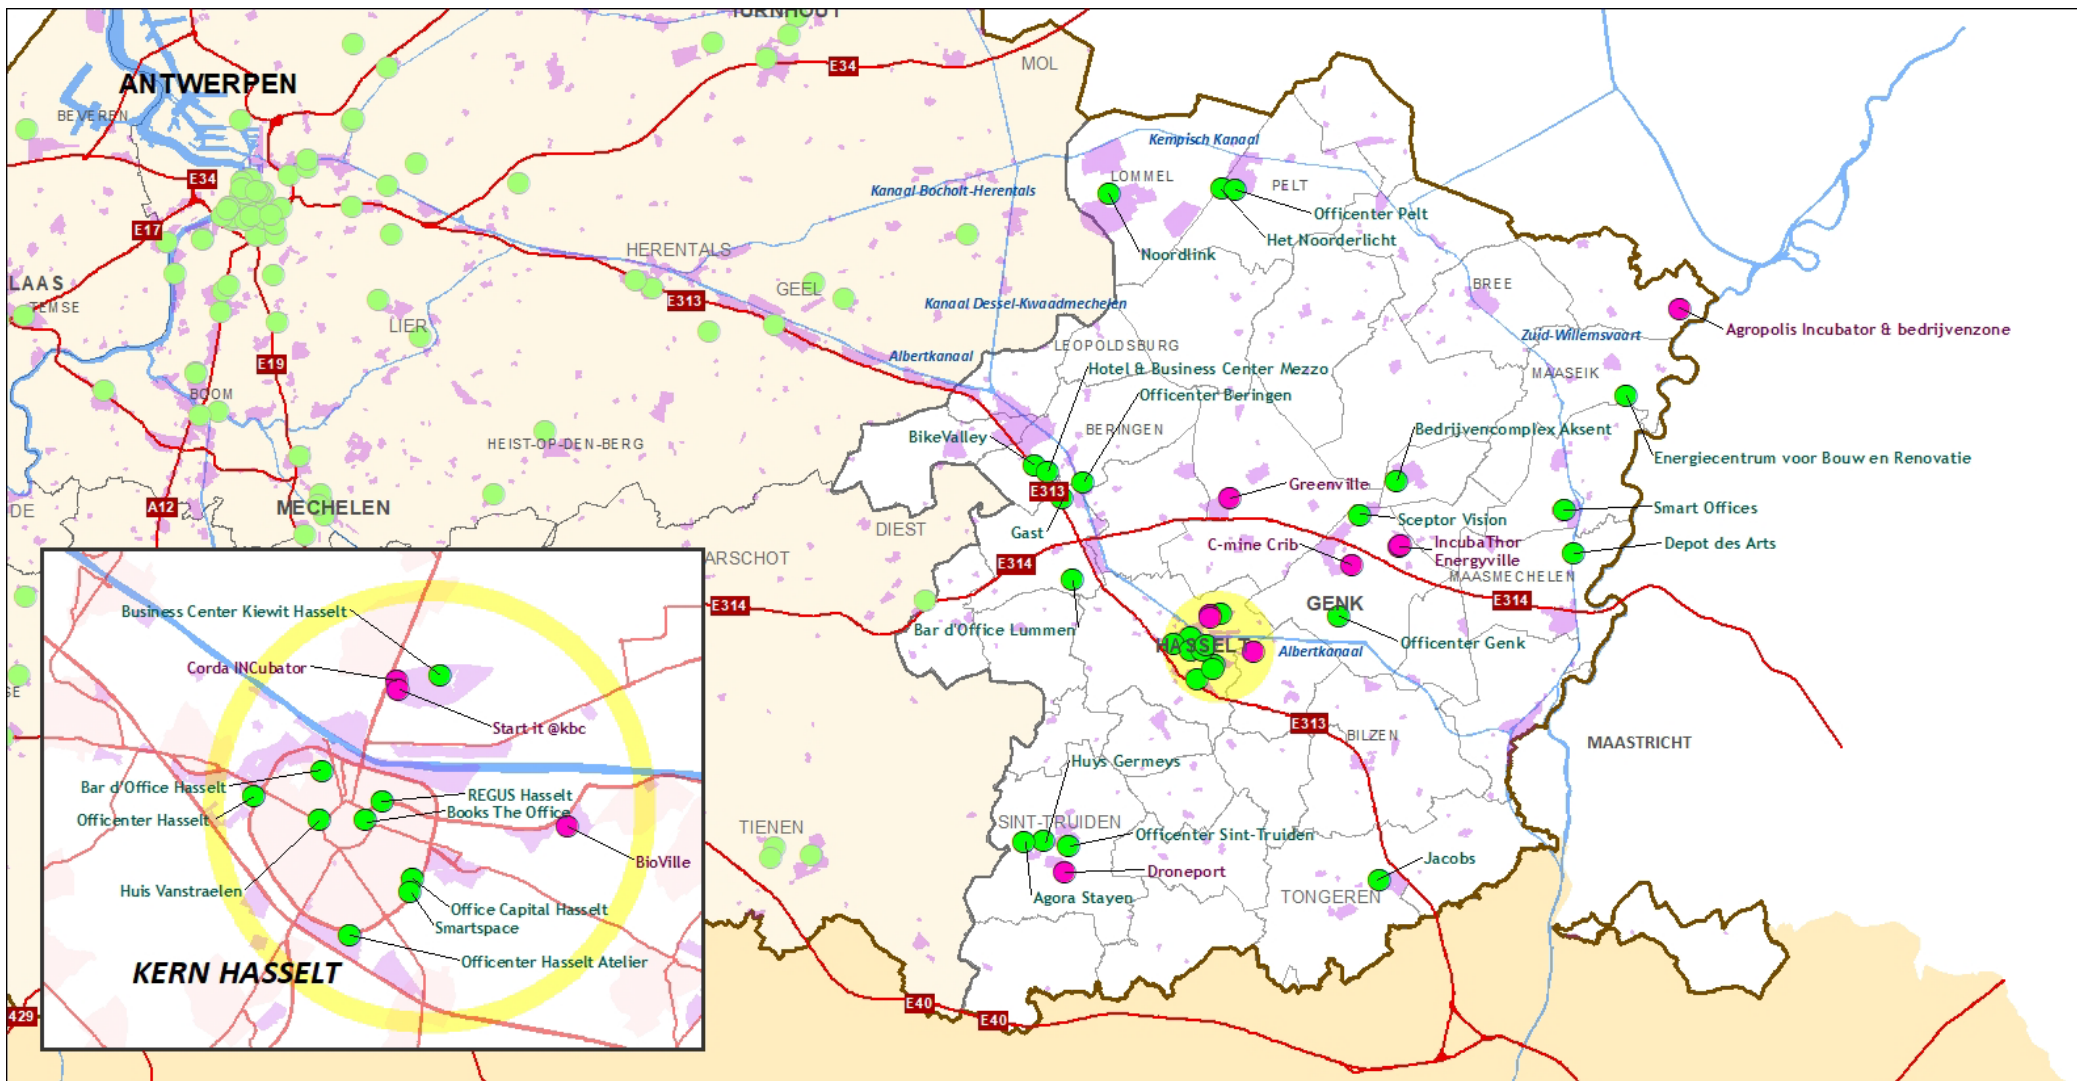 TURNHOUT
MOL
E34
ANTWERPEN
BEVEREN
Kempisch Kanaal
LOMMEL
PELT
E34
Kanaal Bocholt-Herentals
Officenter Pelt
E17
Het Noorderlicht
HERENTALS
Noordlink
LAAS
GEEL
BREE
TEMSE
E313
Kanaal Dessel-Kwaadmechelen
LIER
Agropolis Incubator & bedrijvenzone
Zuid-Willemsvaart
LEOPOLDSBURG
Albertkanaal
E19
Hotel & Business Center Mezzo
MAASEIK
BOOM
Officenter Beringen
BERINGEN
Bedrijvencomplex Aksent
BikeValley
HEIST-OP-DEN-BERG
Energiecentrum voor Bouw en Renovatie
Greenville
E313
A12
MECHELEN
Smart Offices
DE
Sceptor Vision
DIEST
Gast
C-mine Crib
IncubaThor
Depot des Arts
ARSCHOT
Energyville
E314
MAASMECHELEN
E314
GENK
E314
Bar d'Office Lummen
HASSELT
Officenter Genk
Albertkanaal
SE
E313
BILZEN
MAASTRICHT
Huys Germeys
SINT-TRUIDEN
TIENEN
Officenter Sint-Truiden
Jacobs
Droneport
Agora Stayen
TONGEREN
E40
E40
429
Business Center Kiewit Hasselt
Corda INCubator
Start it @kbc
Bar d'Office Hasselt
REGUS Hasselt
Books The Office
Officenter Hasselt
BioVille
Huis Vanstraelen
Office Capital Hasselt
Smartspace
Officenter Hasselt Atelier
KERN HASSELT